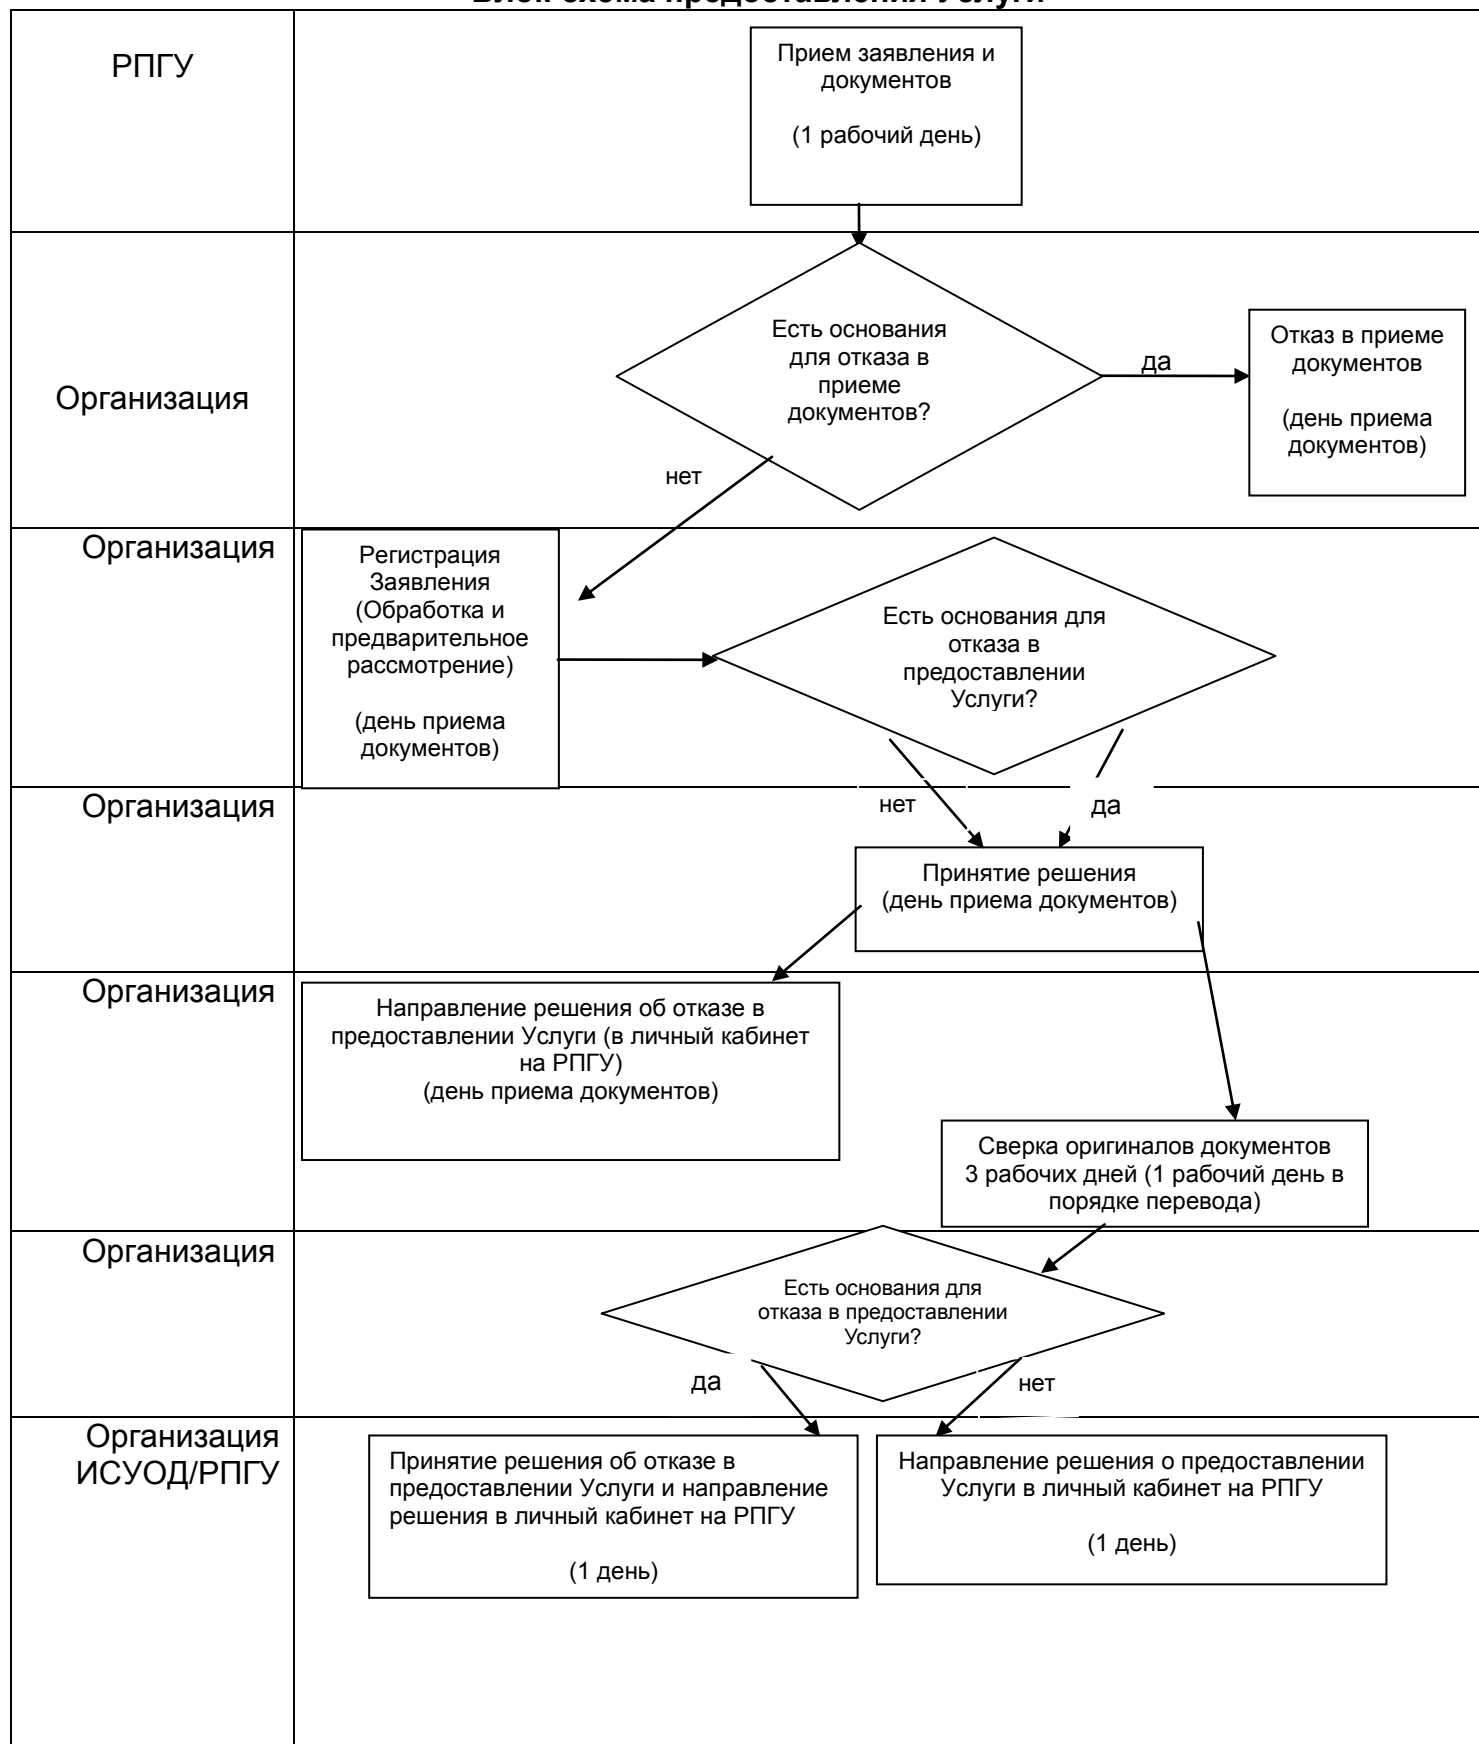 Блок-схема предоставления Услуги
РПГУ
Прием заявления и
документов
(1 рабочий день)
Организация
Есть основания
для отказа в
приеме
документов?
да
Отказ в приеме
документов
(день приема
документов)
нет
Организация
Регистрация
Заявления
(Обработка и
предварительное
рассмотрение)
(день приема
документов)
Есть основания для
отказа в
предоставлении
Услуги?
Организация
нет
да
Принятие решения
(день приема документов)
Организация
Направление решения об отказе в
предоставлении Услуги (в личный кабинет
на РПГУ)
(день приема документов)
Сверка оригиналов документов
3 рабочих дней (1 рабочий день в
порядке перевода)
Организация
Есть основания для
отказа в предоставлении
Услуги?
да
нет
Организация
ИСУОД/РПГУ
Принятие решения об отказе в
предоставлении Услуги и направление
решения в личный кабинет на РПГУ
(1 день)
Направление решения о предоставлении
Услуги в личный кабинет на РПГУ
(1 день)